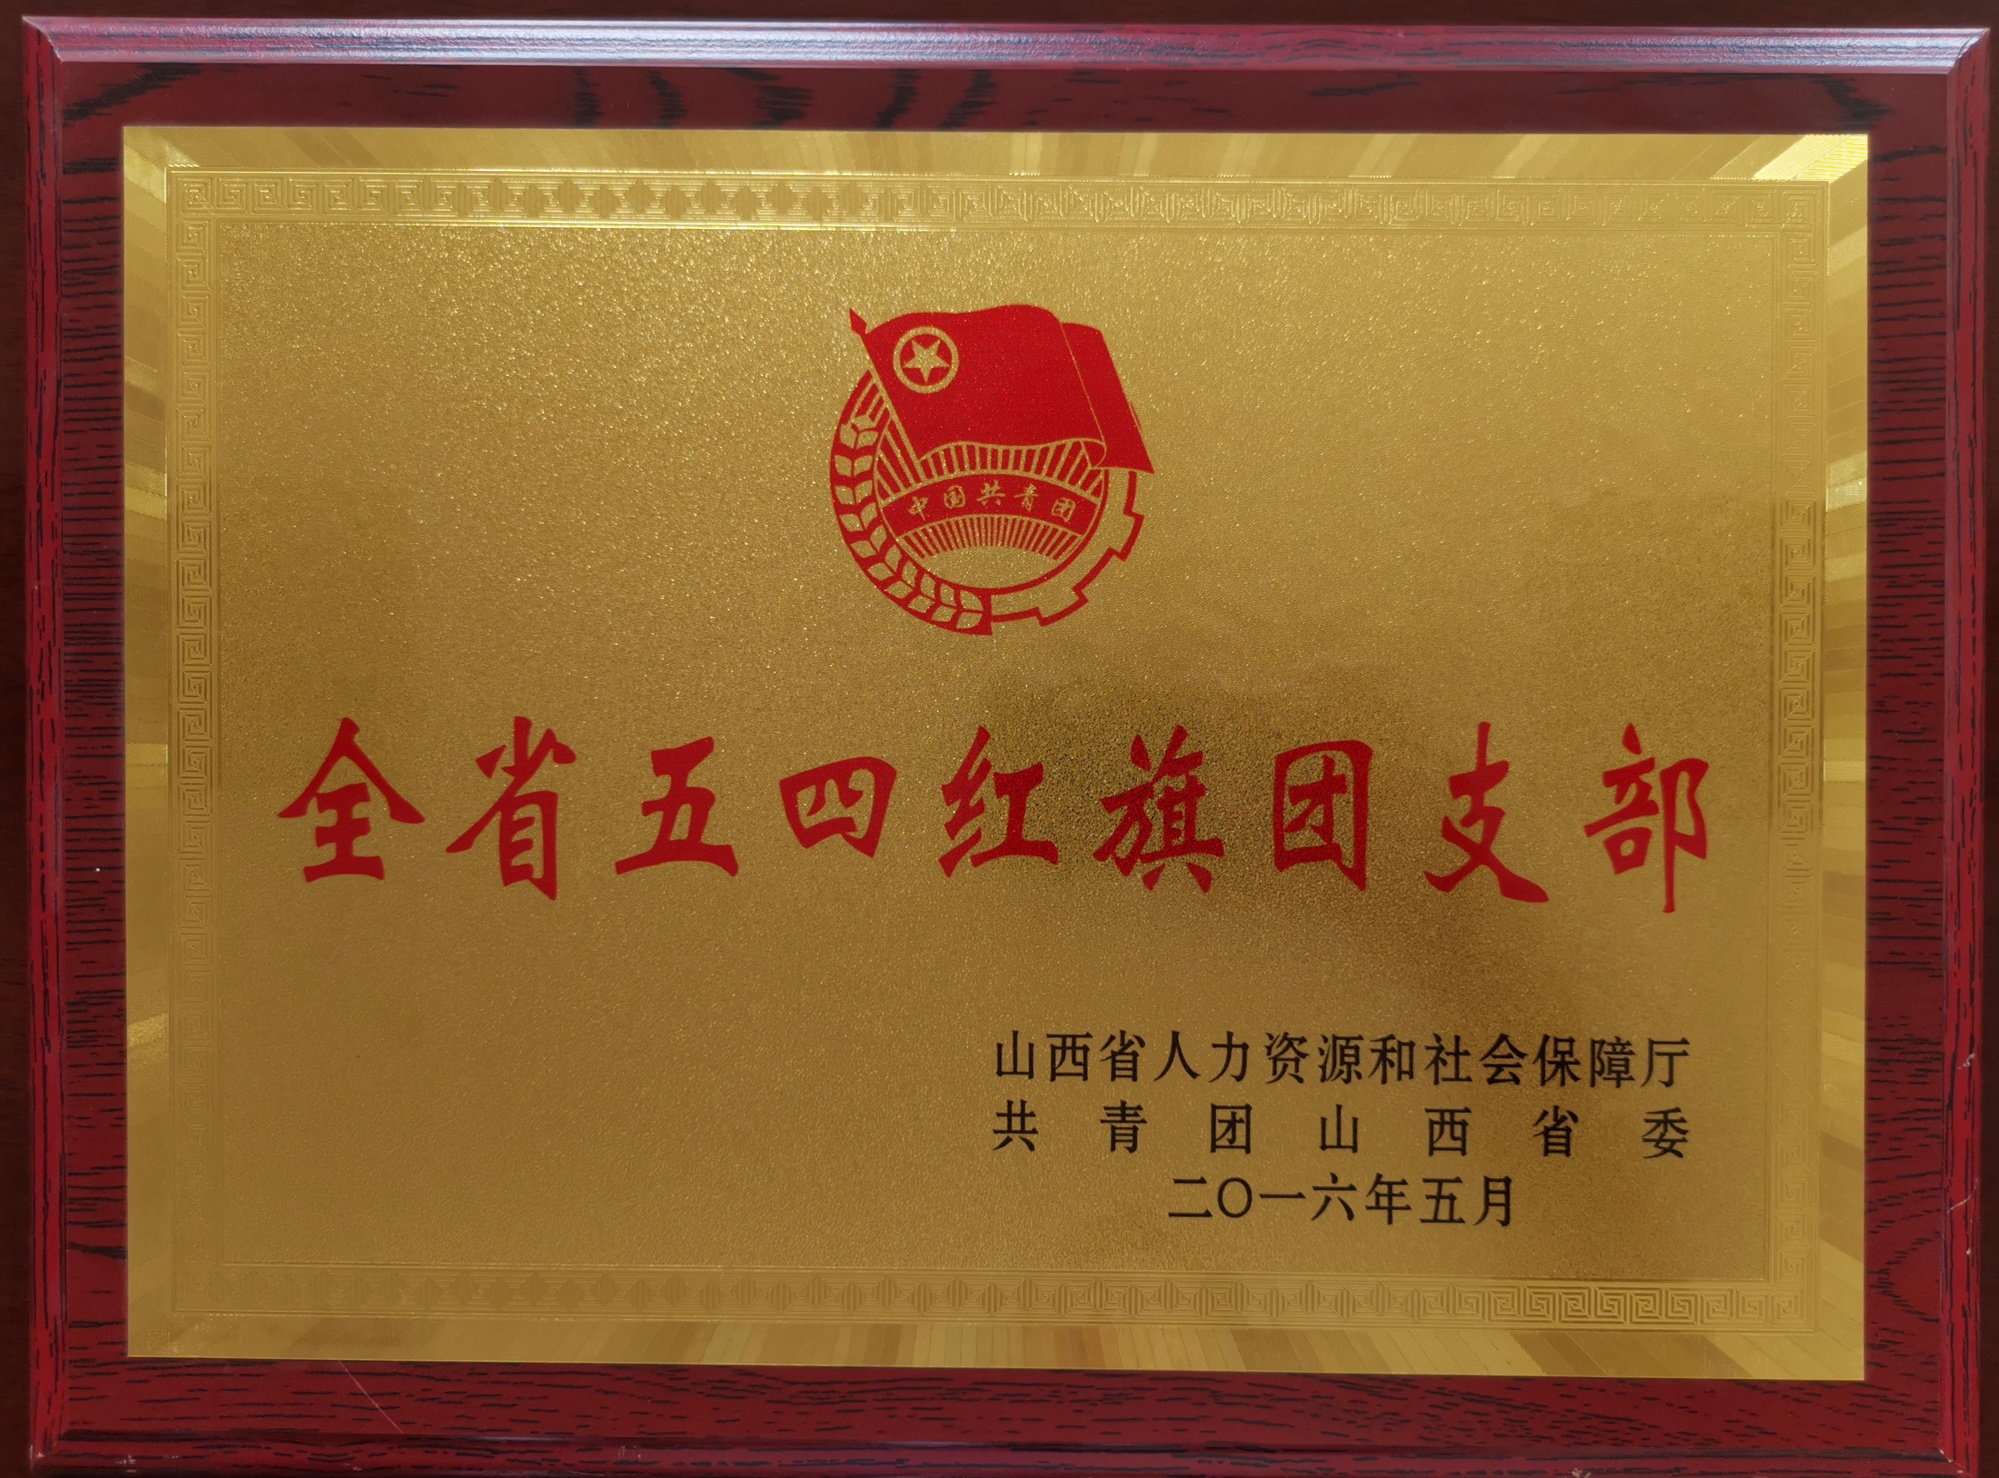 中国共青团
全省五四红旗团支部
山西省人力资源和社会保障厅
共青团山西省委
二〇一六年五月